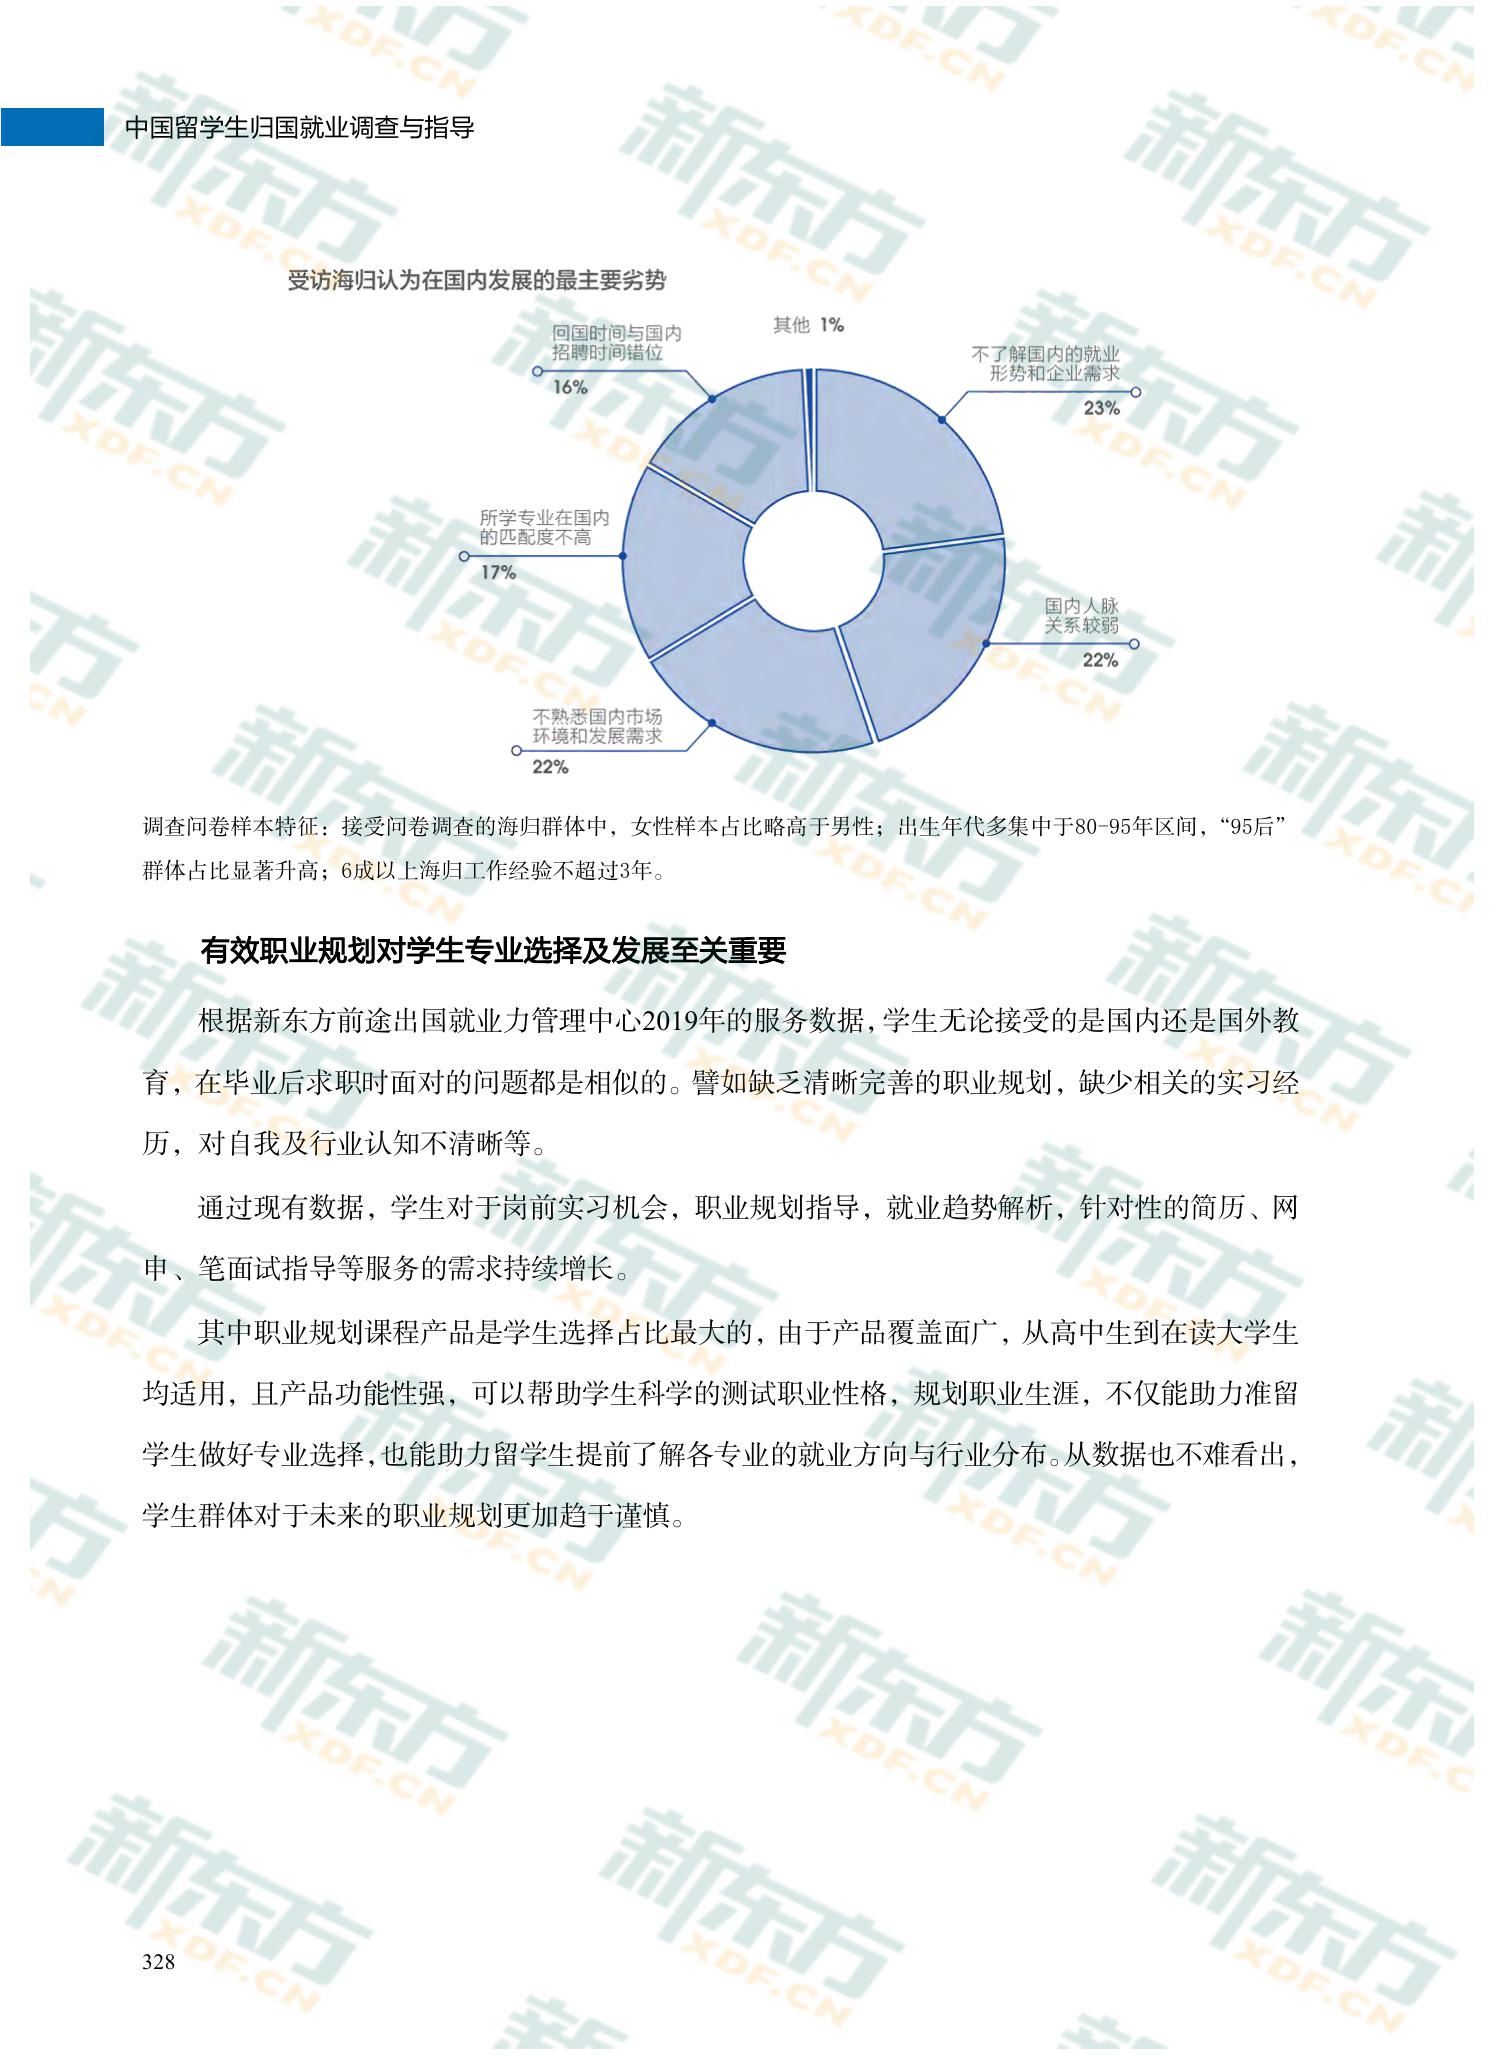 中国留学生归国就业调查与指导
受访海归认为在国内发展的最主要劣势
其他 1%
回国时间与国内
招聘时间错位
16%
不了解国内的就业
形势和企业需求
23%
所学专业在国内
的匹配度不高
17%
国内人脉
关系较弱
22%
不熟悉国内市场
环境和发展需求
22%
调查问卷样本特征：接受问卷调查的海归群体中，女性样本占比略高于男性；出生年代多集中于80-95年区间，“95后”
群体占比显著升高；6成以上海归工作经验不超过3年。
有效职业规划对学生专业选择及发展至关重要
根据新东方前途出国就业力管理中心2019年的服务数据，学生无论接受的是国内还是国外教
育，在毕业后求职时面对的问题都是相似的。譬如缺乏清晰完善的职业规划，缺少相关的实习经
历，对自我及行业认知不清晰等。
通过现有数据，学生对于岗前实习机会，职业规划指导，就业趋势解析，针对性的简历、网
申、笔面试指导等服务的需求持续增长。
其中职业规划课程产品是学生选择占比最大的，由于产品覆盖面广，从高中生到在读大学生
均适用，且产品功能性强，可以帮助学生科学的测试职业性格，规划职业生涯，不仅能助力准留
学生做好专业选择，也能助力留学生提前了解各专业的就业方向与行业分布。从数据也不难看出，
学生群体对于未来的职业规划更加趋于谨慎。
328
新东方
XDF.CN